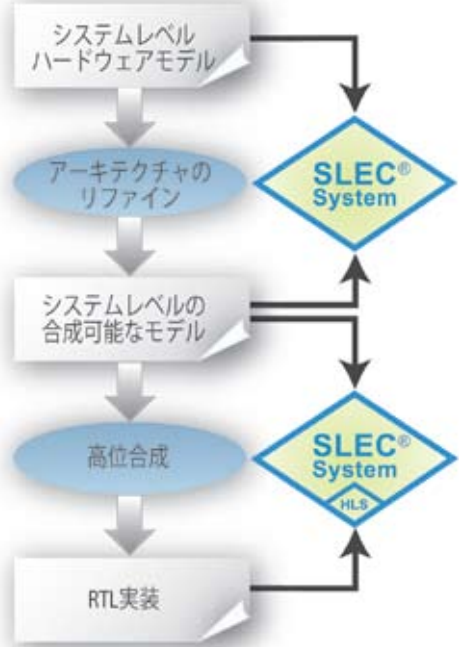 システムレベル
ハードウェアモデル
アーキテクチャの
リファイン
SLEC®
System
システムレベルの
合成可能なモデル
高位合成
SLEC®
System
HLS
RTL実装